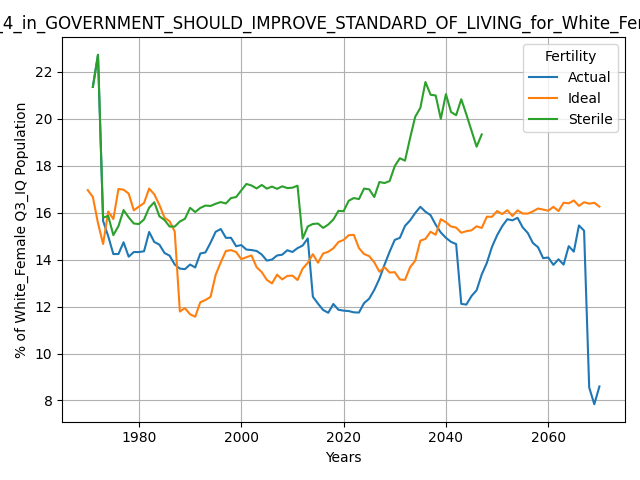 _4_in_GOVERNMENT_SHOULD_IMPROVE_STANDARD_OF_LIVING_for_White_Fe
% of White_Female Q3_IQ Population
22
20
18
16
14
12
10
8
1980 2000 2020 2040 2060
Years
Fertility
Actual
Ideal
Sterile